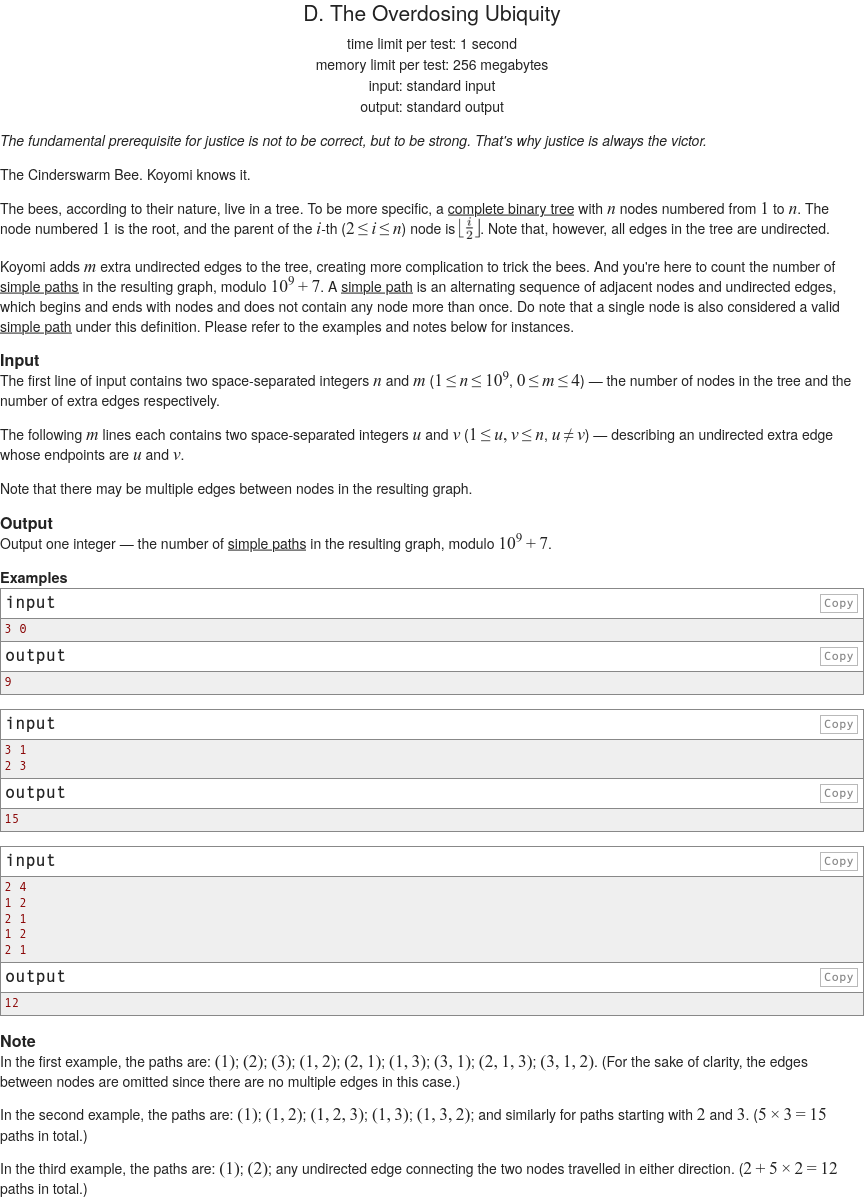 D. The Overdosing Ubiquity
time limit per test: 1 second
memory limit per test: 256 megabytes
input: standard input
output: standard output
The fundamental prerequisite for justice is not to be correct, but to be strong. That's why justice is always the victor.
The Cinderswarm Bee. Koyomi knows it.
The bees, according to their nature, live in a tree. To be more specific, a complete binary tree with n nodes numbered from 1 to n. The
node numbered 1 is the root, and the parent of the i-th (2 ≤ i ≤ n) node is ⌊i/2⌋. Note that, however, all edges in the tree are undirected.
Koyomi adds m extra undirected edges to the tree, creating more complication to trick the bees. And you're here to count the number of
simple paths in the resulting graph, modulo 10^9 + 7. A simple path is an alternating sequence of adjacent nodes and undirected edges,
which begins and ends with nodes and does not contain any node more than once. Do note that a single node is also considered a valid
simple path under this definition. Please refer to the examples and notes below for instances.
Input
The first line of input contains two space-separated integers n and m (1 ≤ n ≤ 10^9, 0 ≤ m ≤ 4) — the number of nodes in the tree and the
number of extra edges respectively.
The following m lines each contains two space-separated integers u and v (1 ≤ u, v ≤ n, u ≠ v) — describing an undirected extra edge
whose endpoints are u and v.
Note that there may be multiple edges between nodes in the resulting graph.
Output
Output one integer — the number of simple paths in the resulting graph, modulo 10^9 + 7.
Examples
input Copy
3 0
output Copy
9
input Copy
3 1
2 3
output Copy
15
input Copy
2 4
1 2
2 1
1 2
2 1
output Copy
12
Note
In the first example, the paths are: (1); (2); (3); (1, 2); (2, 1); (1, 3); (3, 1); (2, 1, 3); (3, 1, 2). (For the sake of clarity, the edges
between nodes are omitted since there are no multiple edges in this case.)
In the second example, the paths are: (1); (1, 2); (1, 2, 3); (1, 3); (1, 3, 2); and similarly for paths starting with 2 and 3. (5 × 3 = 15
paths in total.)
In the third example, the paths are: (1); (2); any undirected edge connecting the two nodes travelled in either direction. (2 + 5 × 2 = 12
paths in total.)